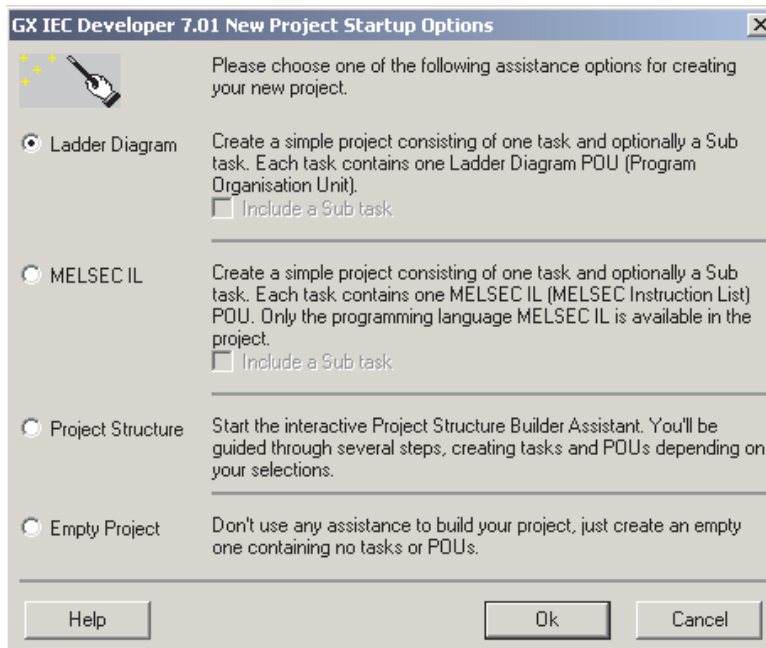 GX IEC Developer 7.01 New Project Startup Options
Please choose one of the following assistance options for creating
your new project.
Ladder Diagram
Create a simple project consisting of one task and optionally a Sub
task. Each task contains one Ladder Diagram POU (Program
Organisation Unit).
Include a Sub task
MELSEC IL
Create a simple project consisting of one task and optionally a Sub
task. Each task contains one MELSEC IL (MELSEC Instruction List)
POU. Only the programming language MELSEC IL is available in the
project.
Include a Sub task
Project Structure
Start the interactive Project Structure Builder Assistant. You'll be
guided through several steps, creating tasks and POUs depending on
your selections.
Empty Project
Don't use any assistance to build your project, just create an empty
one containing no tasks or POUs.
Help
Ok
Cancel